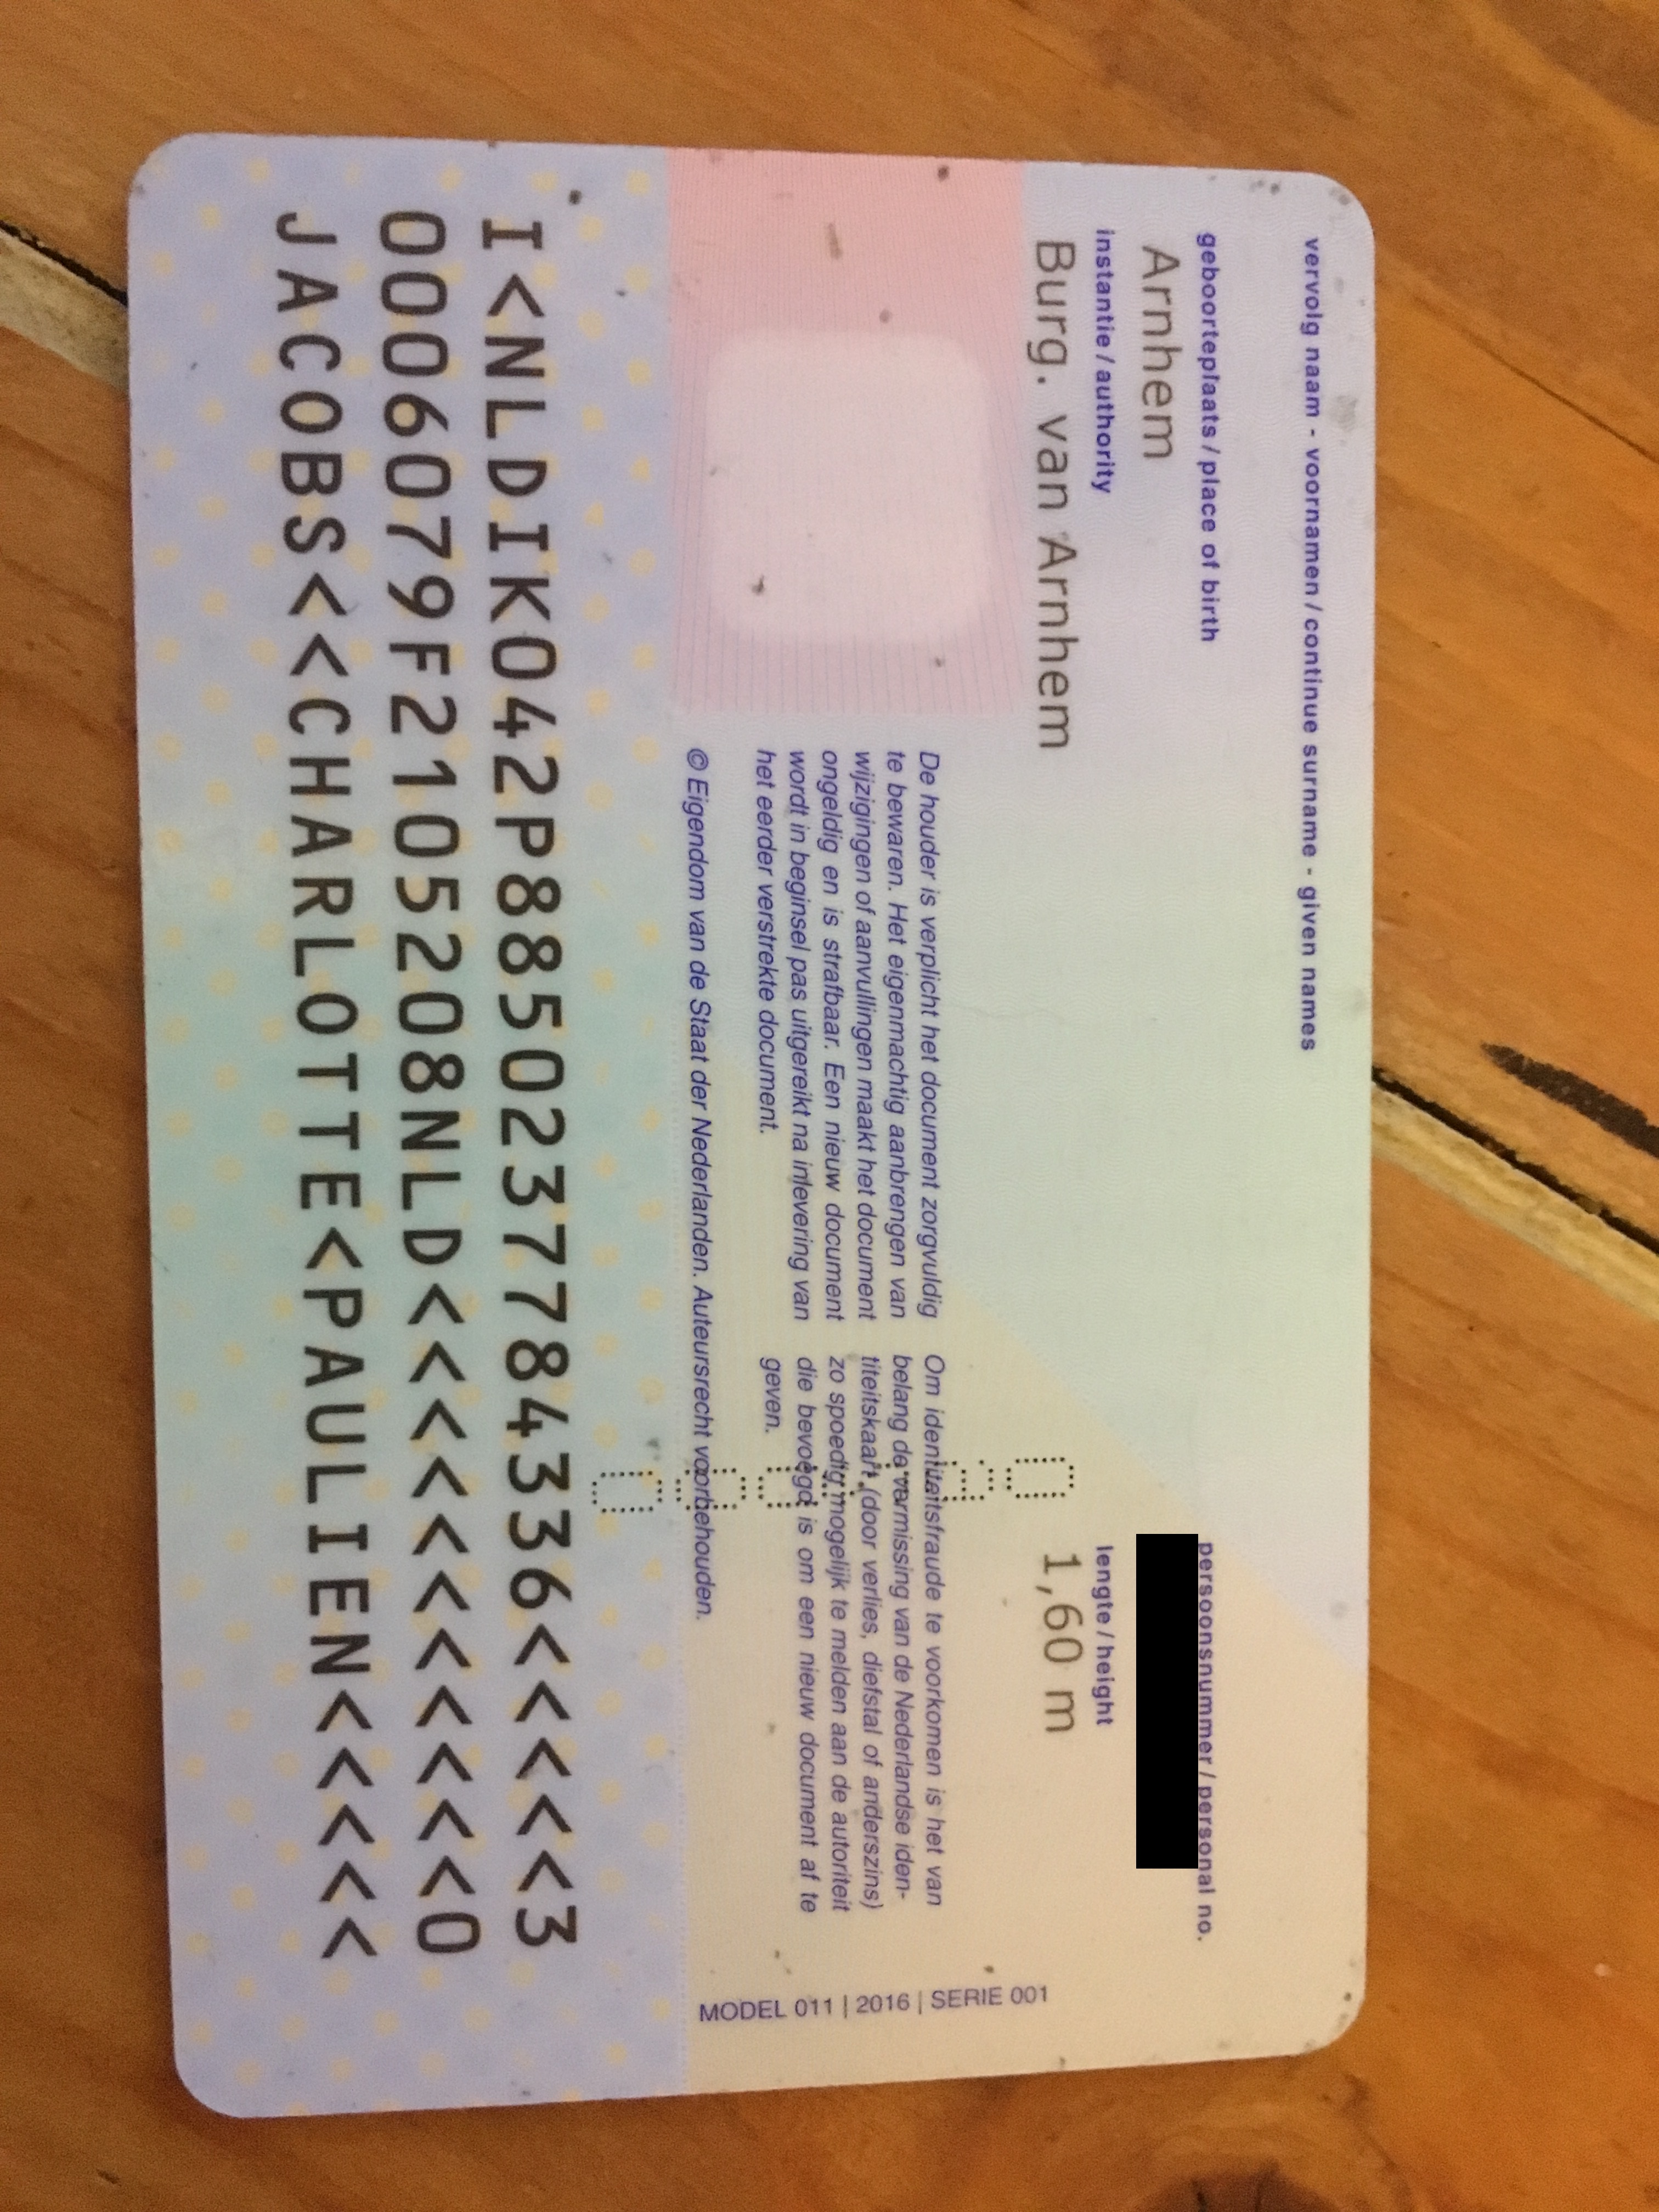 vervolg naam - voornamen / continue surname - given names
geboorteplaats / place of birth
persoonsnummer / personal no.
Arnhem
instantie / authority
lengte / height
Burg. van Arnhem
1,60 m
De houder is verplicht het document zorgvuldig
te bewaren. Het eigenmachtig aanbrengen van
wijzigingen of aanvullingen maakt het document
ongeldig en is strafbaar. Een nieuw document
wordt in beginsel pas uitgereikt na inlevering van
het eerder verstrekte document.
Om identiteitsfraude te voorkomen is het van
belang de vermissing van de Nederlandse iden-
titeitskaart (door verlies, diefstal of anderszins)
zo spoedig mogelijk te melden aan de autoriteit
die bevoegd is om een nieuw document af te
geven.
© Eigendom van de Staat der Nederlanden. Auteursrecht voorbehouden.
MODEL 011 | 2016 | SERIE 001
I<NLDIK042P8850237784336<<<<<3
0006079F2105208NLD<<<<<<<<<<<0
JACOBS<<CHARLOTTE<PAULIEN<<<<<